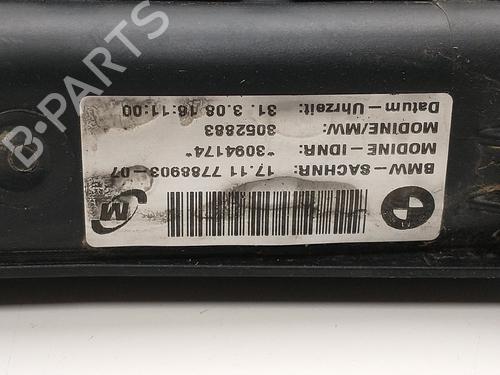 BMW-SACHNR: 17.11 7788903-07
MODINE-IDNR: *3094174*
MODINE/MW: 3052883
Datum-Uhrzeit: 31. 3.08 16:11:00
M
B-PARTS